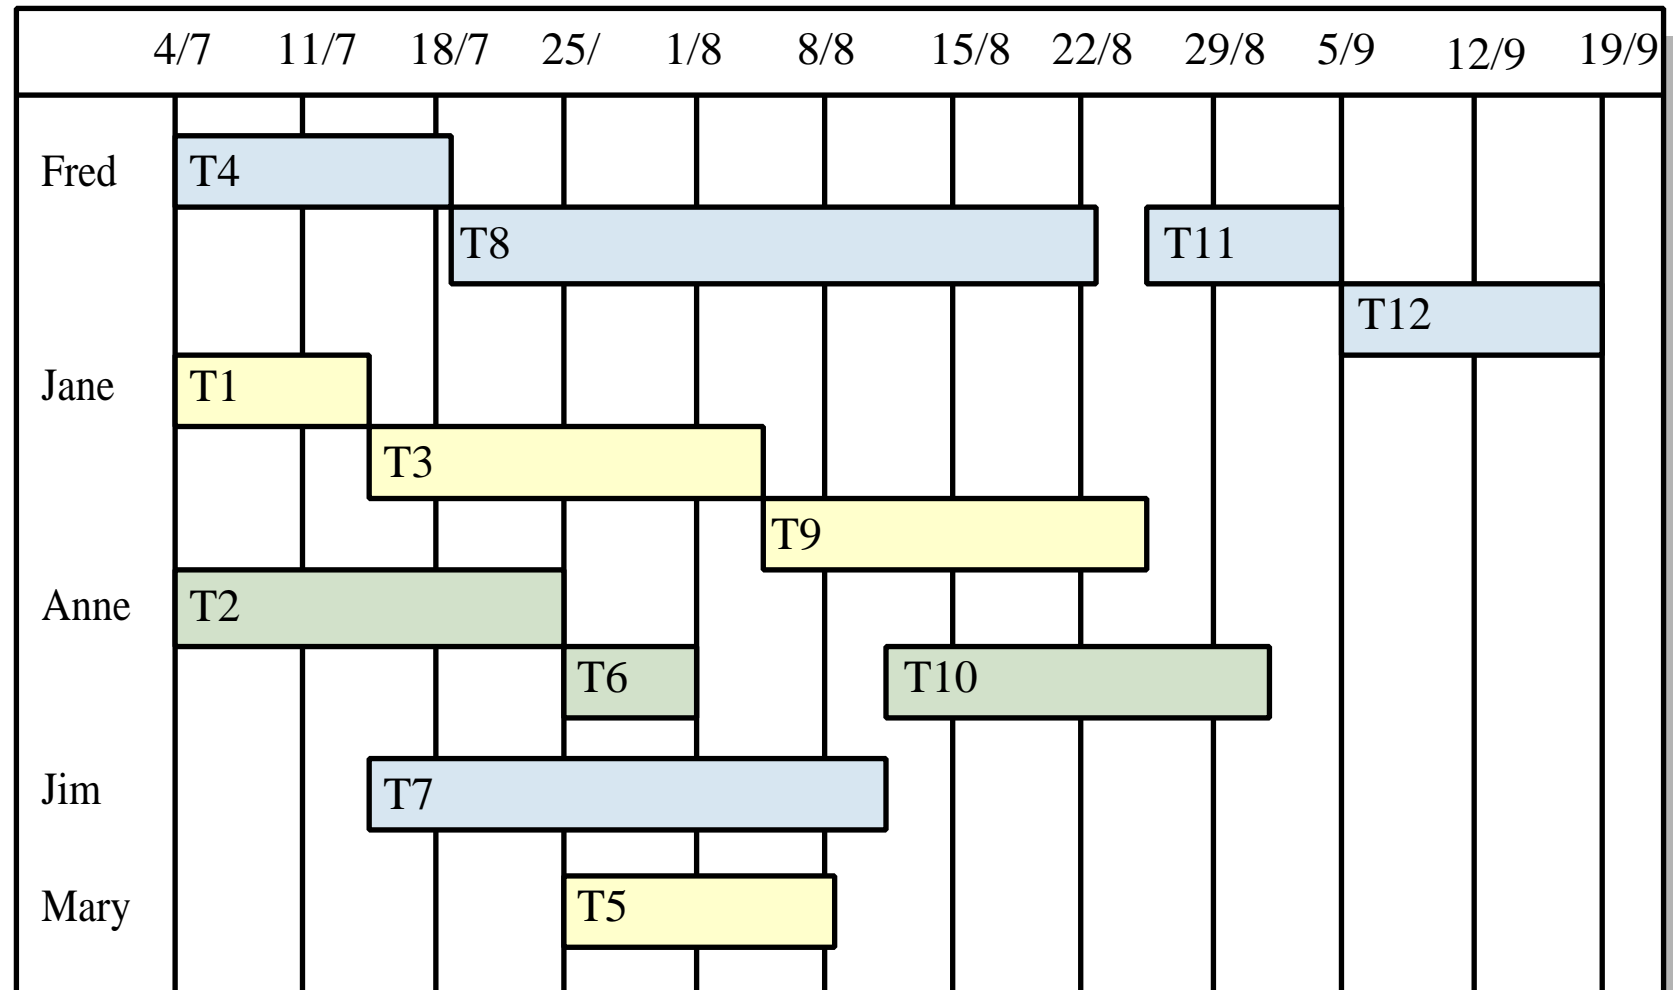 4/7 11/7 18/7 25/ 1/8 8/8 15/8 22/8 29/8 5/9 12/9 19/9
Fred T4
T8 T11
T12
Jane T1
T3
T9
Anne T2
T6 T10
Jim T7
Mary T5